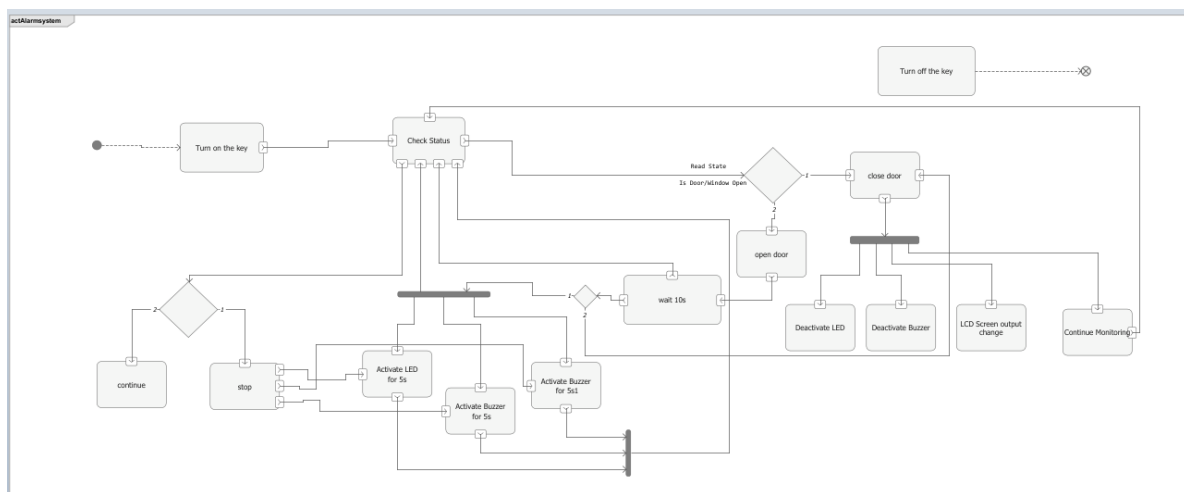 actAlarmsystem
Turn off the key
Turn on the key
Check Status
Read State
Is Door/Window Open
1
close door
2
open door
wait 10s
1
2
2
1
continue
stop
Activate LED
for 5s
Activate Buzzer
for 5s
Activate Buzzer
for 5s1
Deactivate LED
Deactivate Buzzer
LCD Screen output
change
Continue Monitoring